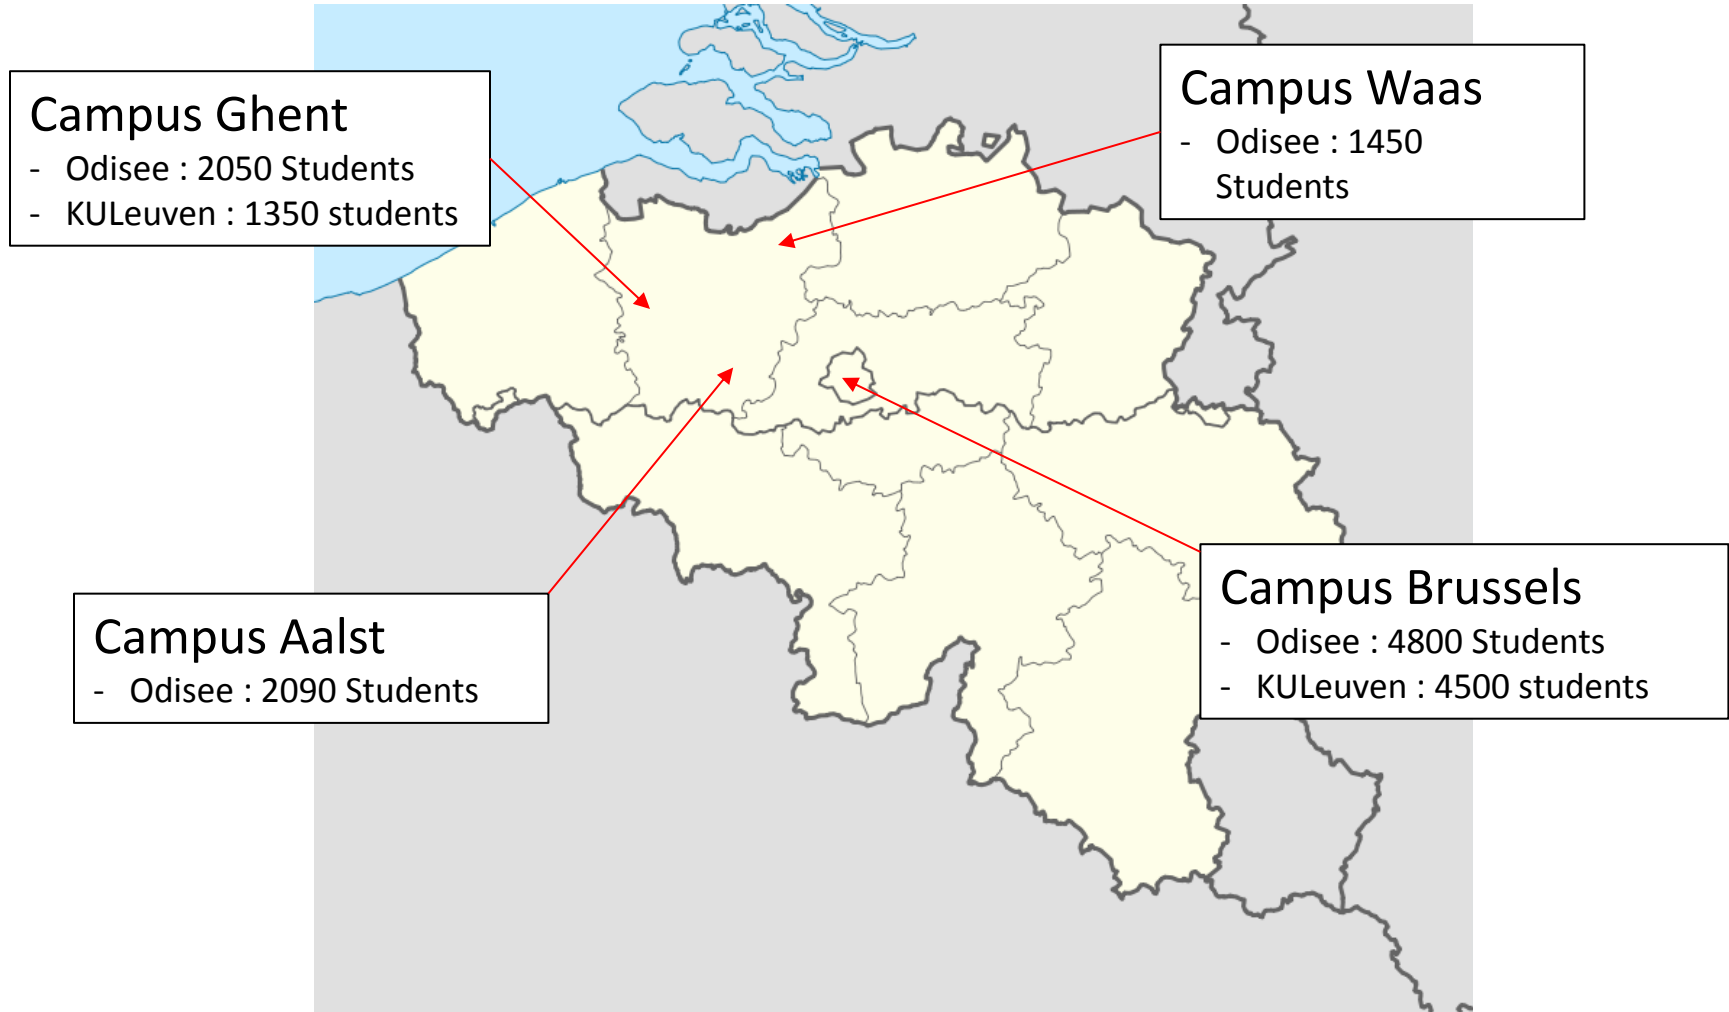 Campus Ghent
- Odisee : 2050 Students
- KULeuven : 1350 students
Campus Waas
- Odisee : 1450
Students
Campus Aalst
- Odisee : 2090 Students
Campus Brussels
- Odisee : 4800 Students
- KULeuven : 4500 students